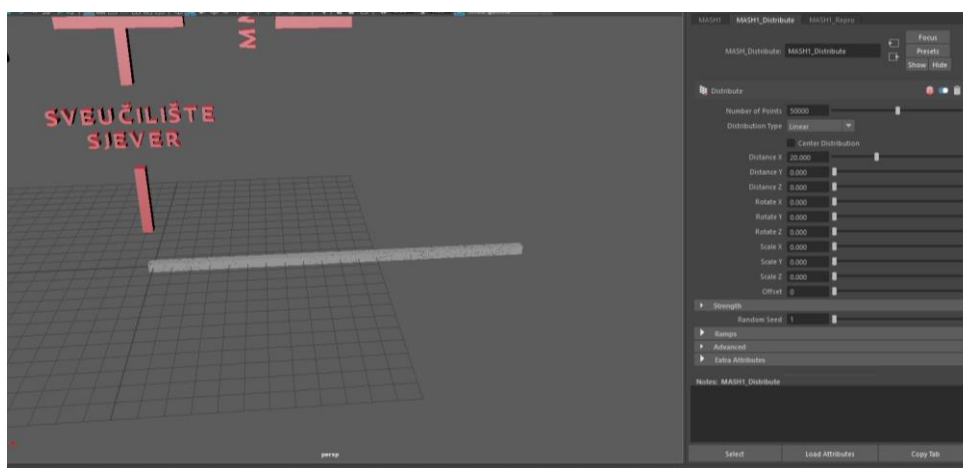 MASH1 MASH1_Distribute MASH1_Repro
SVEUČILIŠTE
SJEVER
persp
MASH_Distribute: MASH1_Distribute
Focus
Presets
Show Hide
Distribute
Number of Points 50000
Distribution Type Linear
Center Distribution
Distance X 20.000
Distance Y 0.000
Distance Z 0.000
Rotate X 0.000
Rotate Y 0.000
Rotate Z 0.000
Scale X 0.000
Scale Y 0.000
Scale Z 0.000
Offset 0
Strength
Random Seed 1
Ramps
Advanced
Extra Attributes
Notes: MASH1_Distribute
Select Load Attributes Copy Tab